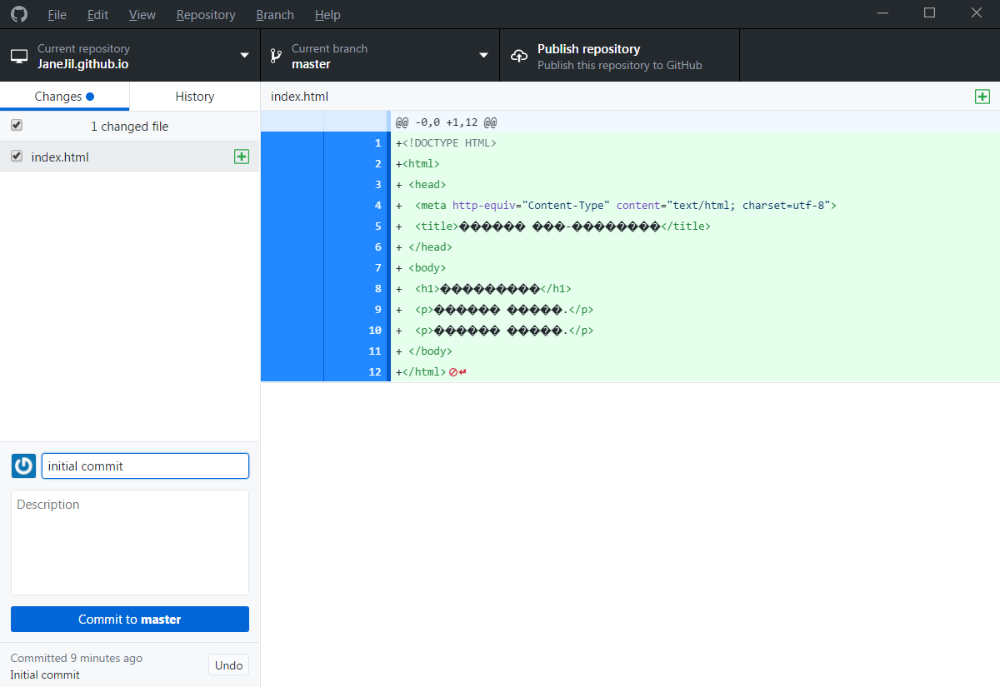 File Edit View Repository Branch Help
Current repository
JaneJil.github.io
Current branch
master
Publish repository
Publish this repository to GitHub
Changes
History
1 changed file
index.html
index.html
@@ -0,0 +1,12 @@
1 +<!DOCTYPE HTML>
2 +<html>
3 + <head>
4 +  <meta http-equiv="Content-Type" content="text/html; charset=utf-8">
5 +  <title>������ ���-��������</title>
6 + </head>
7 + <body>
8 +  <h1>���������</h1>
9 +  <p>������ �����.</p>
10 +  <p>������ �����.</p>
11 + </body>
12 +</html>
initial commit
Description
Commit to master
Committed 9 minutes ago
Initial commit
Undo